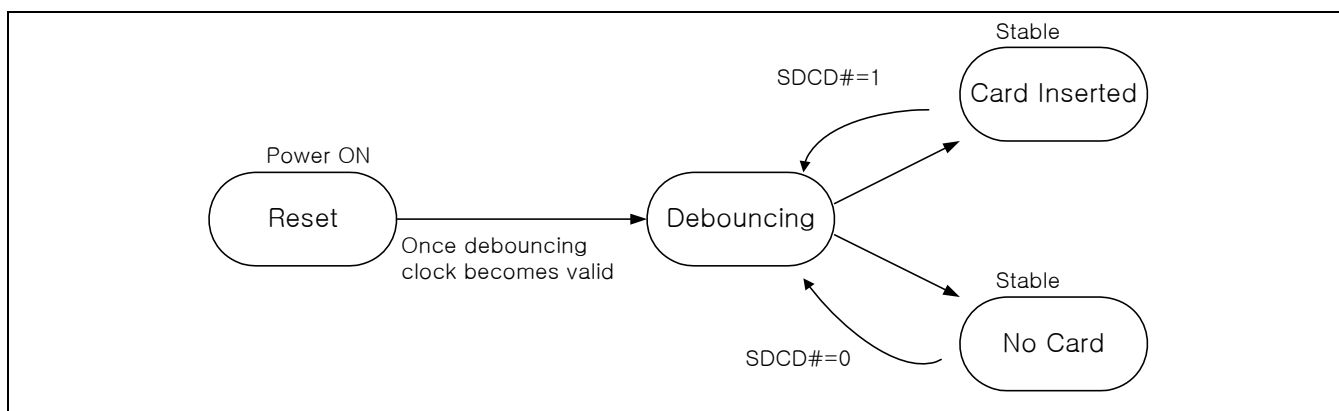 Stable
Card Inserted
SDCD#=1
Power ON
Reset
Debouncing
Once debouncing
clock becomes valid
Stable
No Card
SDCD#=0